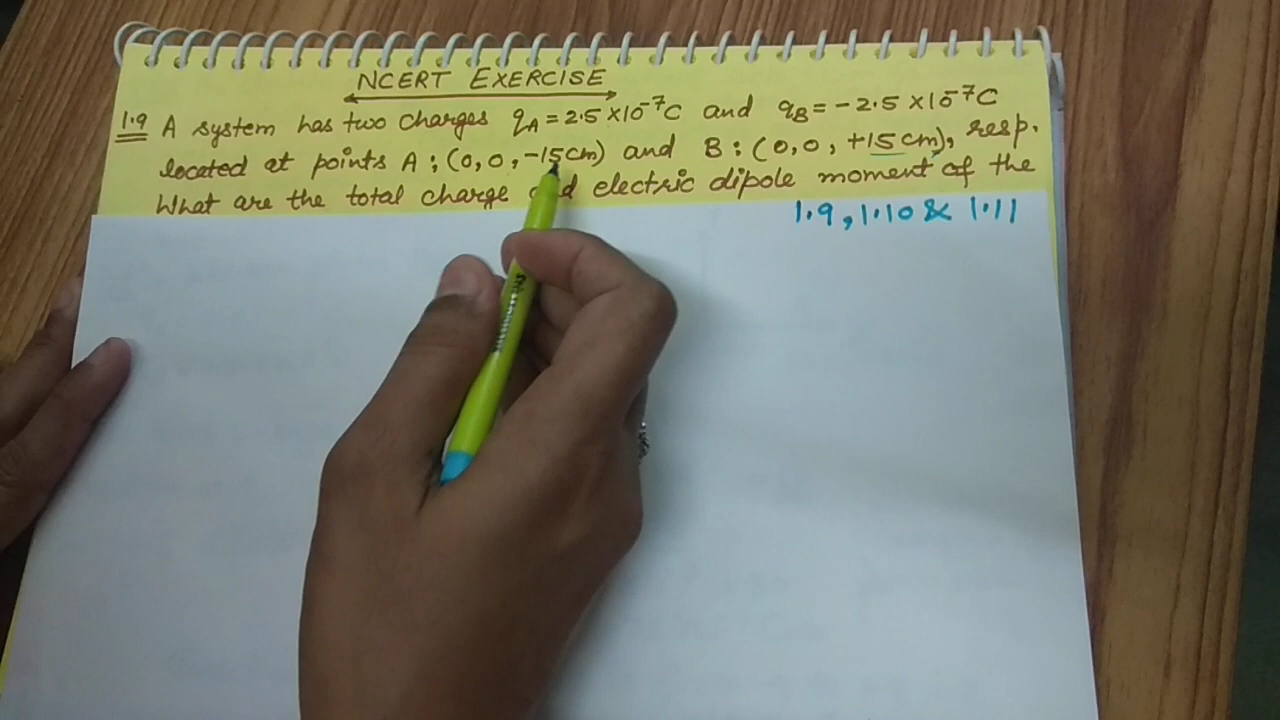 NCERT EXERCISE
1.9 A system has two charges qA = 2.5 × 10⁻⁷C and qB = -2.5 × 10⁻⁷C
located at points A : (0, 0, -15cm) and B : (0, 0, +15cm), resp.
What are the total charge and electric dipole moment of the
1.9, 1.10 & 1.11